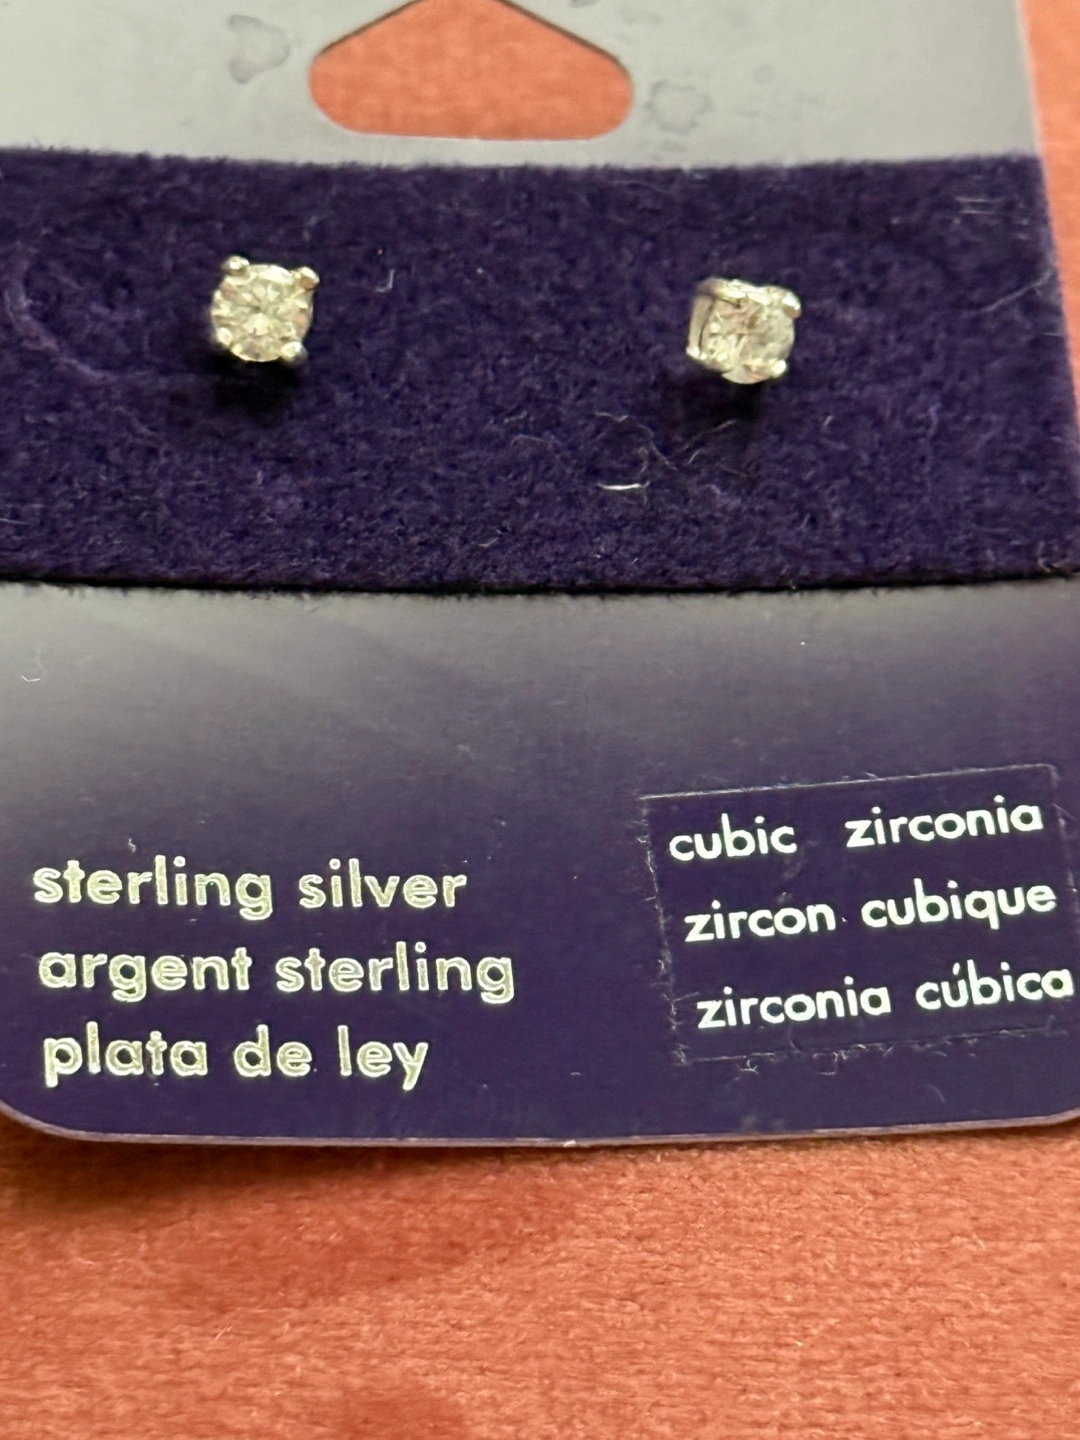 sterling silver
argent sterling
plata de ley
cubic zirconia
zircon cubique
zirconia cúbica